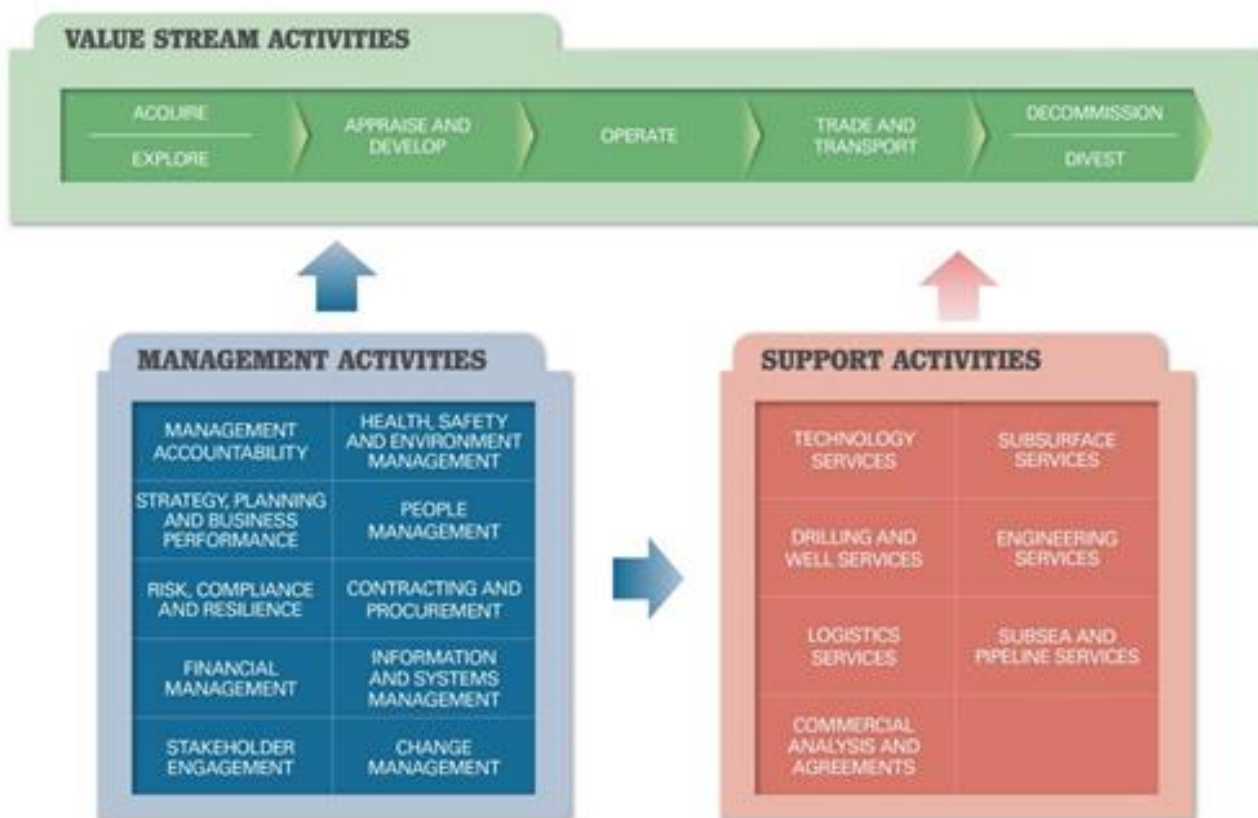 VALUE STREAM ACTIVITIES
ACQUIRE
EXPLORE
APPRAISE AND
DEVELOP
OPERATE
TRADE AND
TRANSPORT
DECOMMISSION
DIVEST
MANAGEMENT ACTIVITIES
MANAGEMENT
ACCOUNTABILITY
HEALTH, SAFETY
AND ENVIRONMENT
MANAGEMENT
STRATEGY, PLANNING
AND BUSINESS
PERFORMANCE
PEOPLE
MANAGEMENT
RISK, COMPLIANCE
AND RESILIENCE
CONTRACTING AND
PROCUREMENT
FINANCIAL
MANAGEMENT
INFORMATION
AND SYSTEMS
MANAGEMENT
STAKEHOLDER
ENGAGEMENT
CHANGE
MANAGEMENT
SUPPORT ACTIVITIES
TECHNOLOGY
SERVICES
SUBSURFACE
SERVICES
DRILLING AND
WELL SERVICES
ENGINEERING
SERVICES
LOGISTICS
SERVICES
SUBSEA AND
PIPELINE SERVICES
COMMERCIAL
ANALYSIS AND
AGREEMENTS